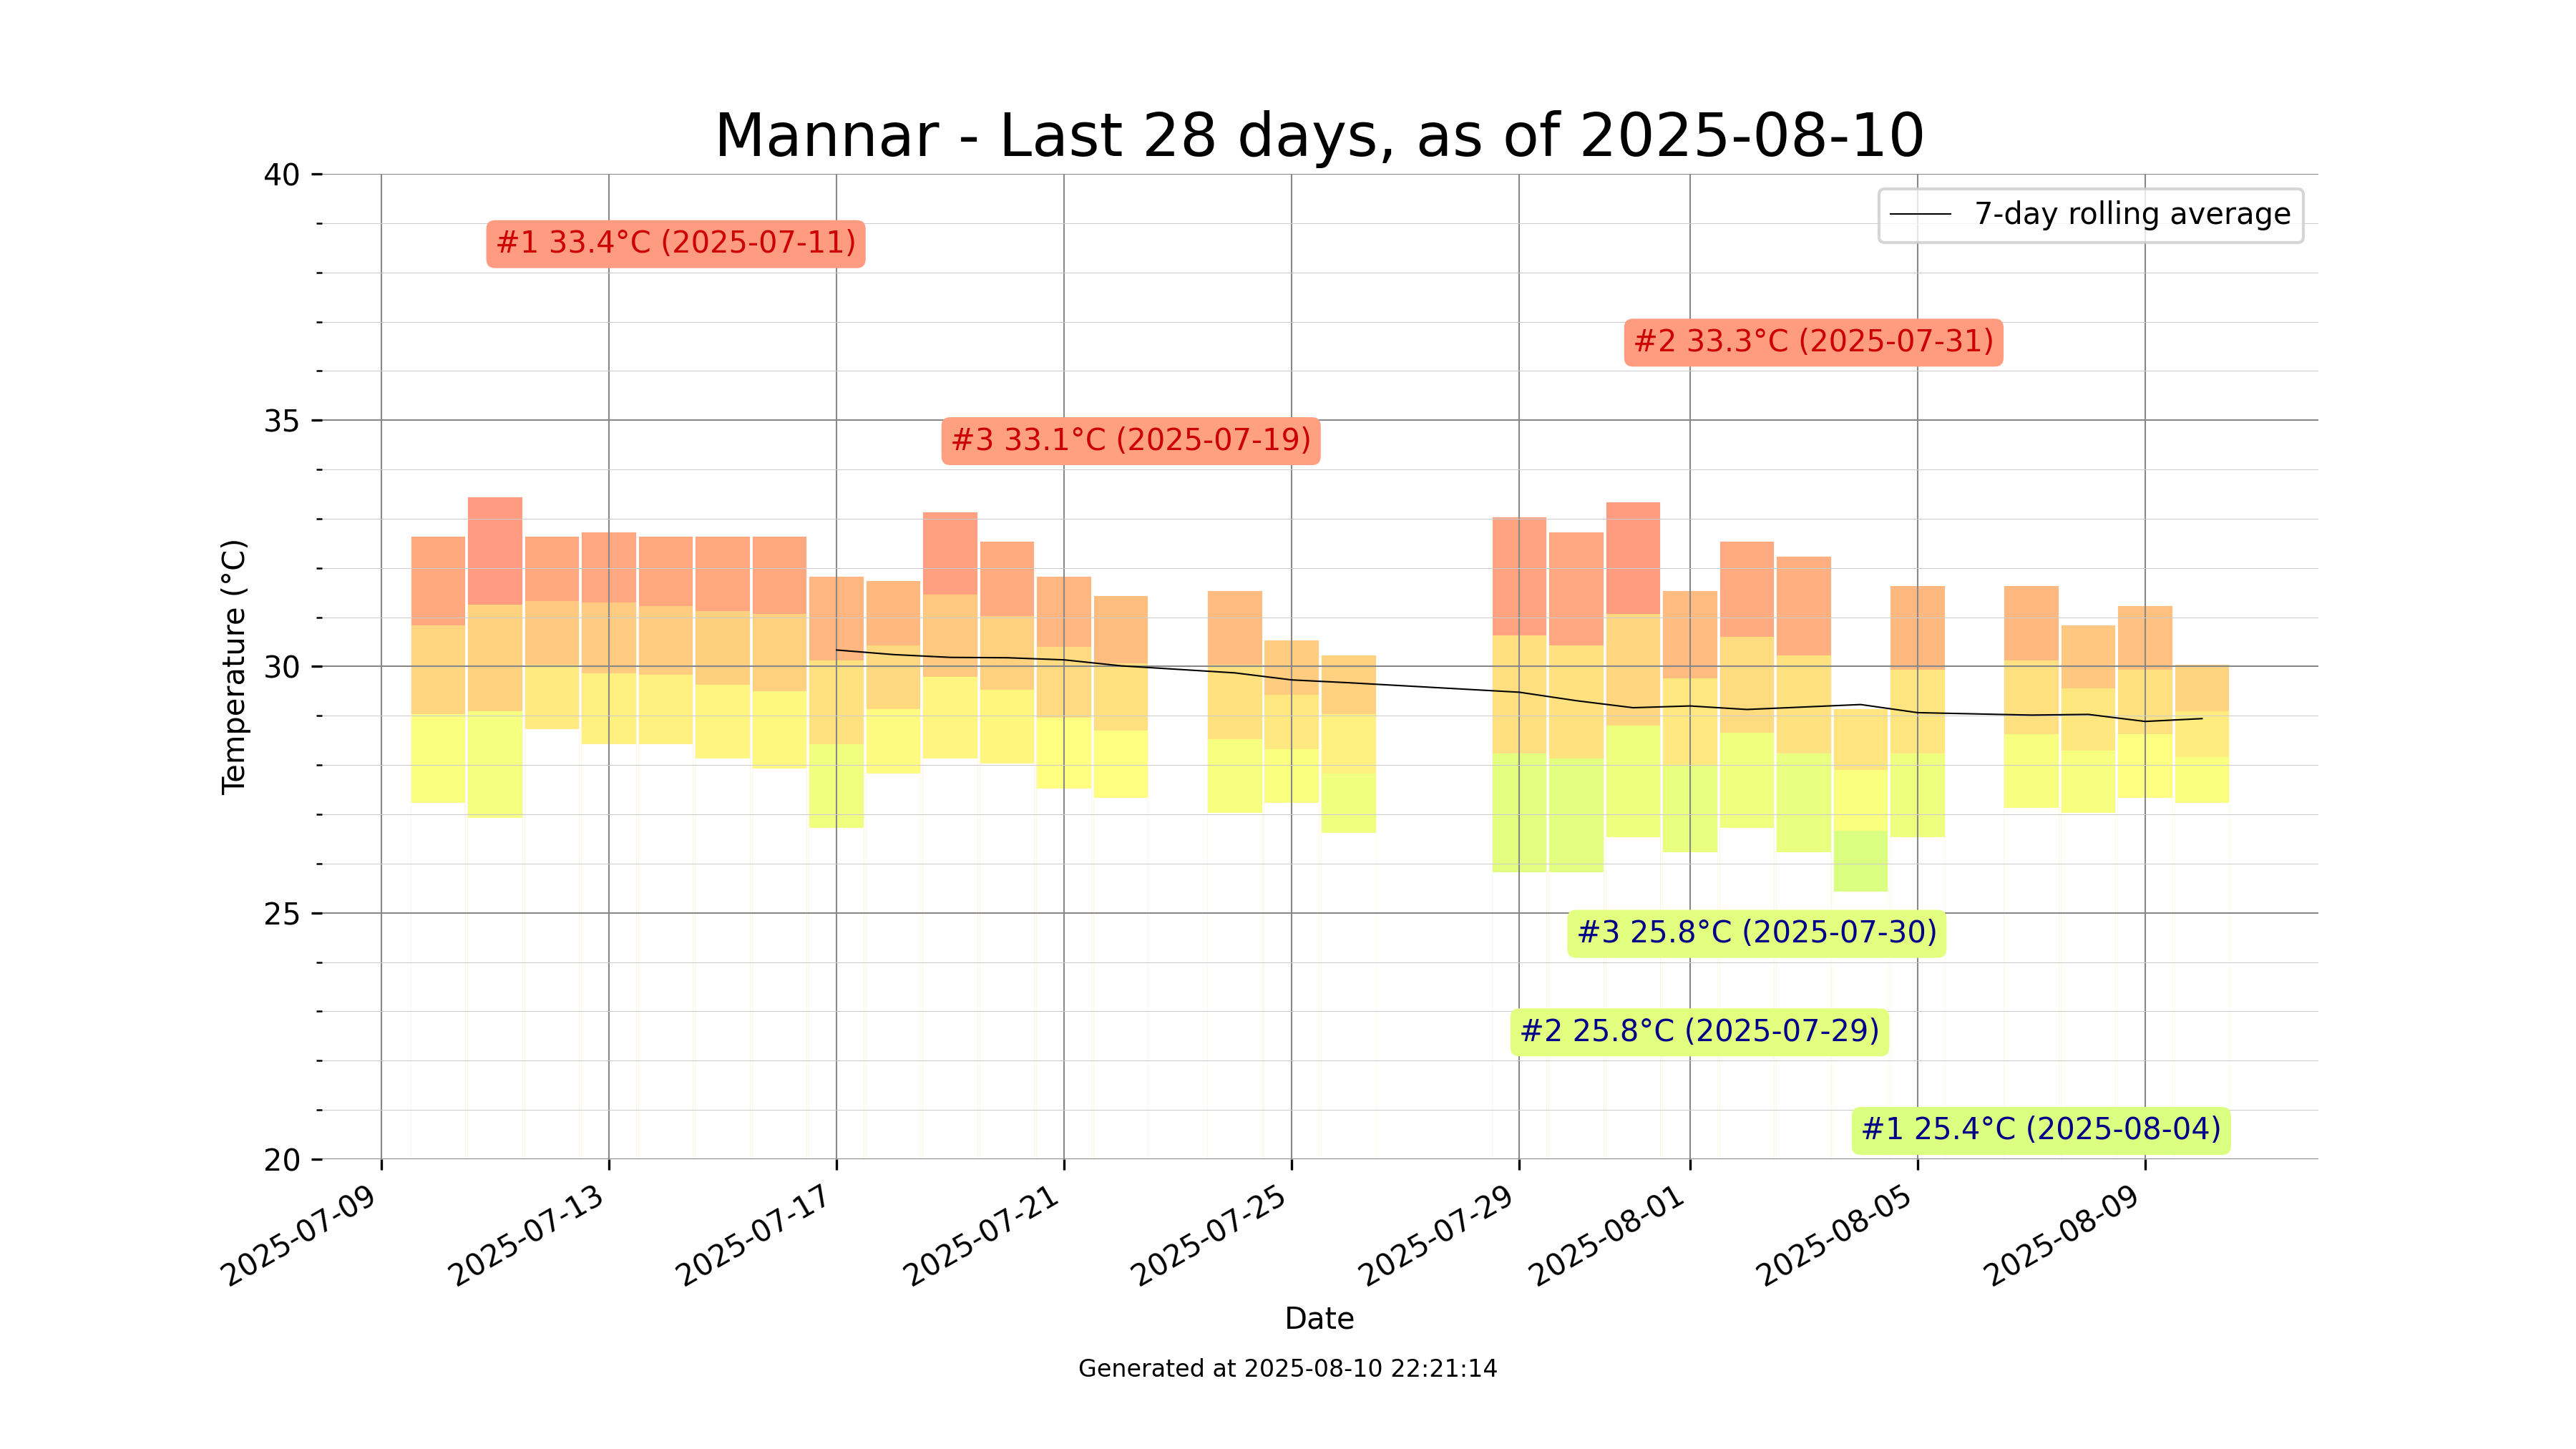 Mannar - Last 28 days, as of 2025-08-10
40
7-day rolling average
#1 33.4°C (2025-07-11)
#2 33.3°C (2025-07-31)
35
#3 33.1°C (2025-07-19)
Temperature (°C)
30
25
#3 25.8°C (2025-07-30)
#2 25.8°C (2025-07-29)
#1 25.4°C (2025-08-04)
20
2025-07-09
2025-07-13
2025-07-17
2025-07-21
2025-07-25
2025-07-29
2025-08-01
2025-08-05
2025-08-09
Date
Generated at 2025-08-10 22:21:14